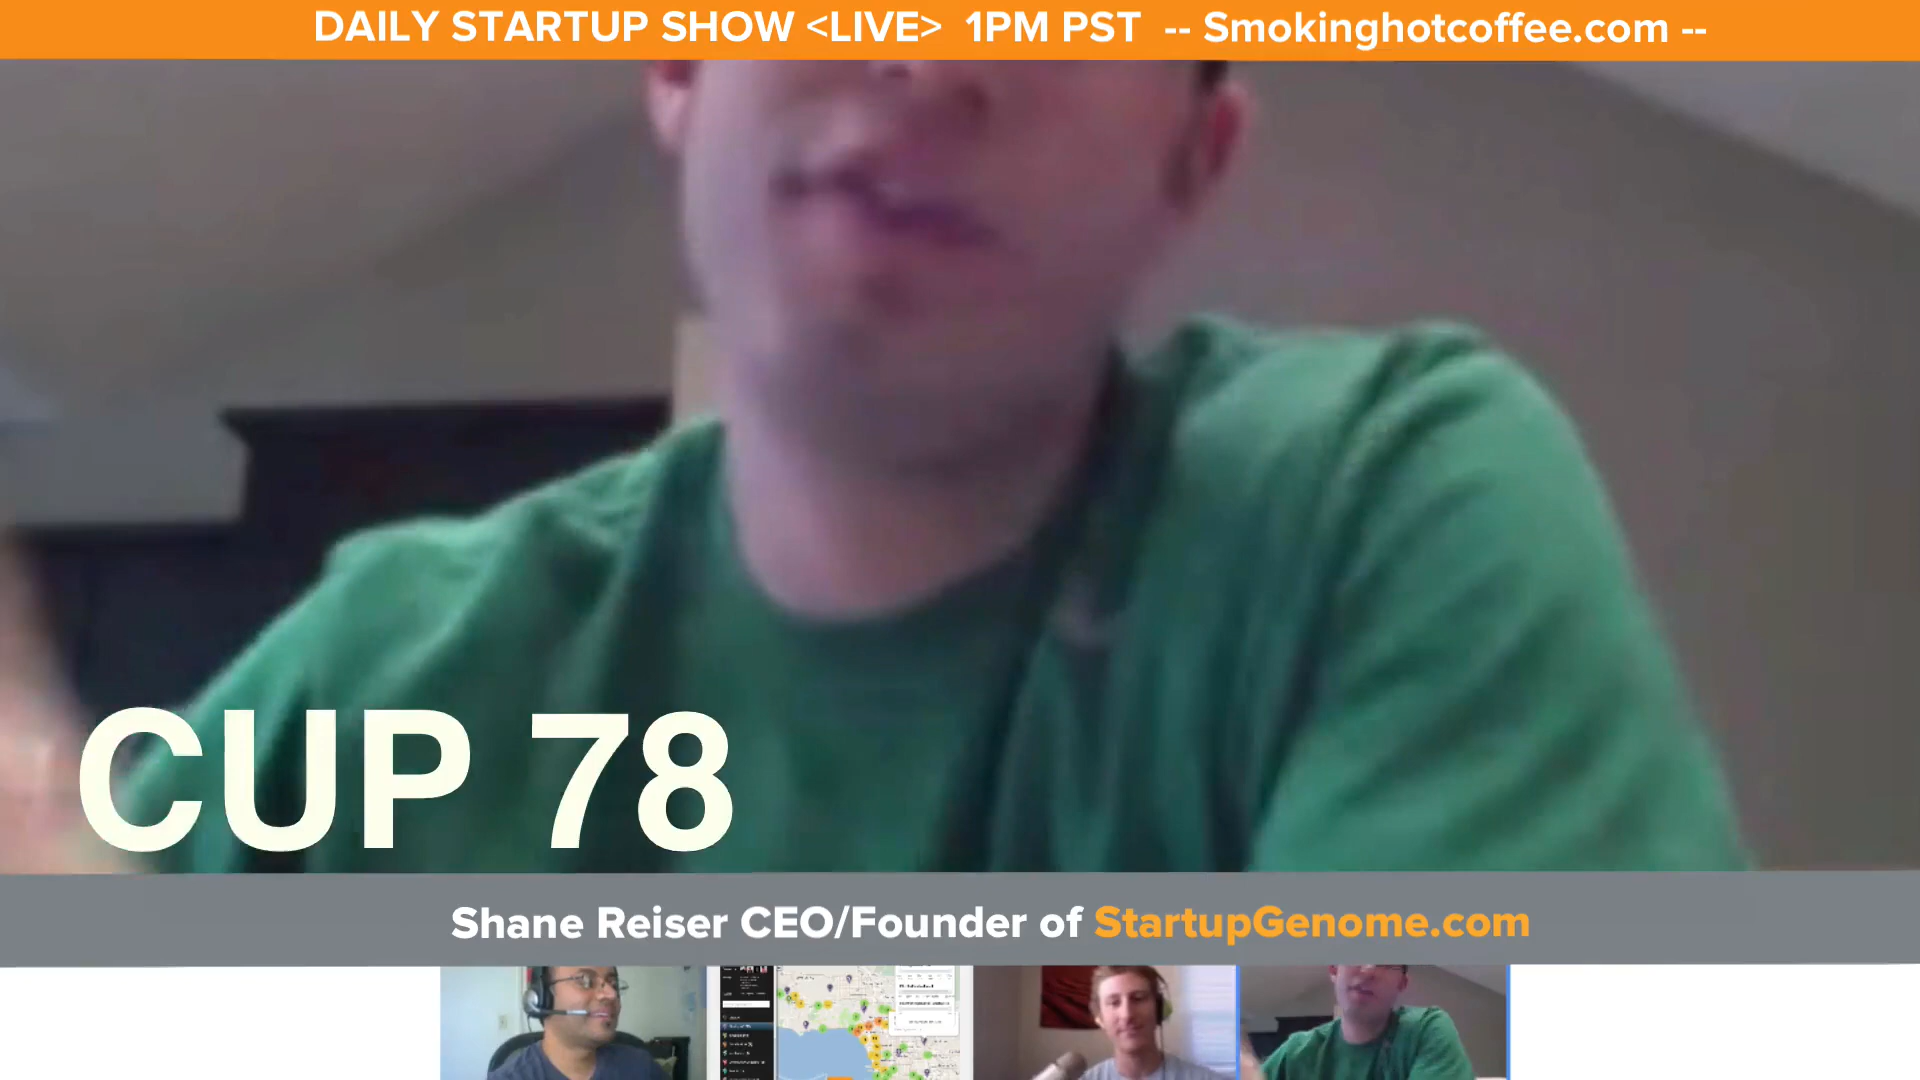 DAILY STARTUP SHOW <LIVE> 1PM PST -- Smokinghotcoffee.com --
CUP 78
Shane Reiser CEO/Founder of StartupGenome.com